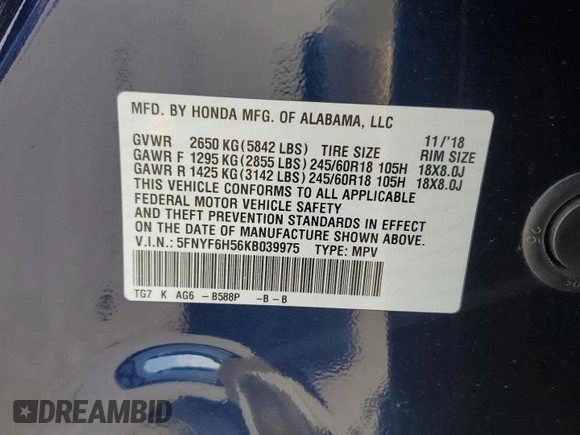 MFD. BY HONDA MFG. OF ALABAMA, LLC
GVWR 2650 KG (5842 LBS) TIRE SIZE 11/'18 RIM SIZE
GAWR F 1295 KG (2855 LBS) 245/60R18 105H 18X8.0J
GAWR R 1425 KG (3142 LBS) 245/60R18 105H 18X8.0J
THIS VEHICLE CONFORMS TO ALL APPLICABLE
FEDERAL MOTOR VEHICLE SAFETY
AND THEFT PREVENTION STANDARDS IN EFFECT
ON THE DATE OF MANUFACTURE SHOWN ABOVE.
V.I.N.: 5FNYF6H56KB039975 TYPE: MPV
TG7 K AG6 -B588P -B-B
25
DREAMBID